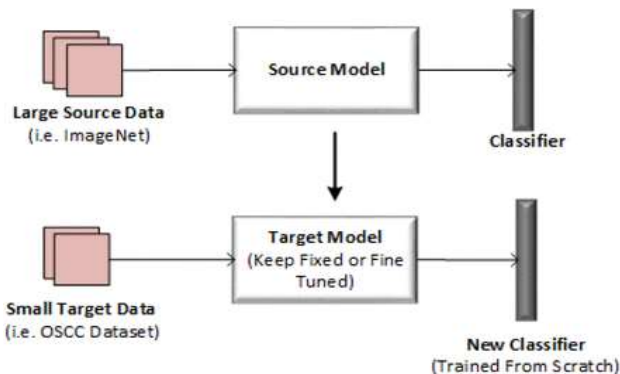 Source Model
Large Source Data
(i.e. ImageNet)
Classifier
Target Model
(Keep Fixed or Fine
Tuned)
Small Target Data
(i.e. OSCC Dataset)
New Classifier
(Trained From Scratch)